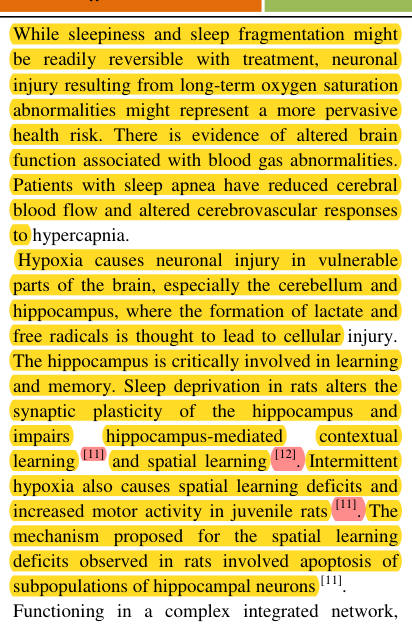 While sleepiness and sleep fragmentation might
be readily reversible with treatment, neuronal
injury resulting from long-term oxygen saturation
abnormalities might represent a more pervasive
health risk. There is evidence of altered brain
function associated with blood gas abnormalities.
Patients with sleep apnea have reduced cerebral
blood flow and altered cerebrovascular responses
to hypercapnia.
Hypoxia causes neuronal injury in vulnerable
parts of the brain, especially the cerebellum and
hippocampus, where the formation of lactate and
free radicals is thought to lead to cellular injury.
The hippocampus is critically involved in learning
and memory. Sleep deprivation in rats alters the
synaptic plasticity of the hippocampus and
impairs hippocampus-mediated contextual
learning [11] and spatial learning [12]. Intermittent
hypoxia also causes spatial learning deficits and
increased motor activity in juvenile rats [11]. The
mechanism proposed for the spatial learning
deficits observed in rats involved apoptosis of
subpopulations of hippocampal neurons [11].
Functioning in a complex integrated network,